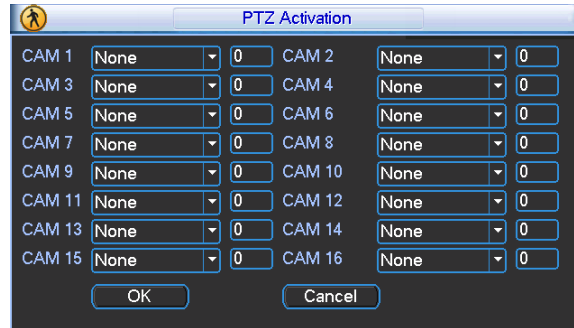 PTZ Activation
CAM 1 None 0 CAM 2 None 0
CAM 3 None 0 CAM 4 None 0
CAM 5 None 0 CAM 6 None 0
CAM 7 None 0 CAM 8 None 0
CAM 9 None 0 CAM 10 None 0
CAM 11 None 0 CAM 12 None 0
CAM 13 None 0 CAM 14 None 0
CAM 15 None 0 CAM 16 None 0
OK Cancel